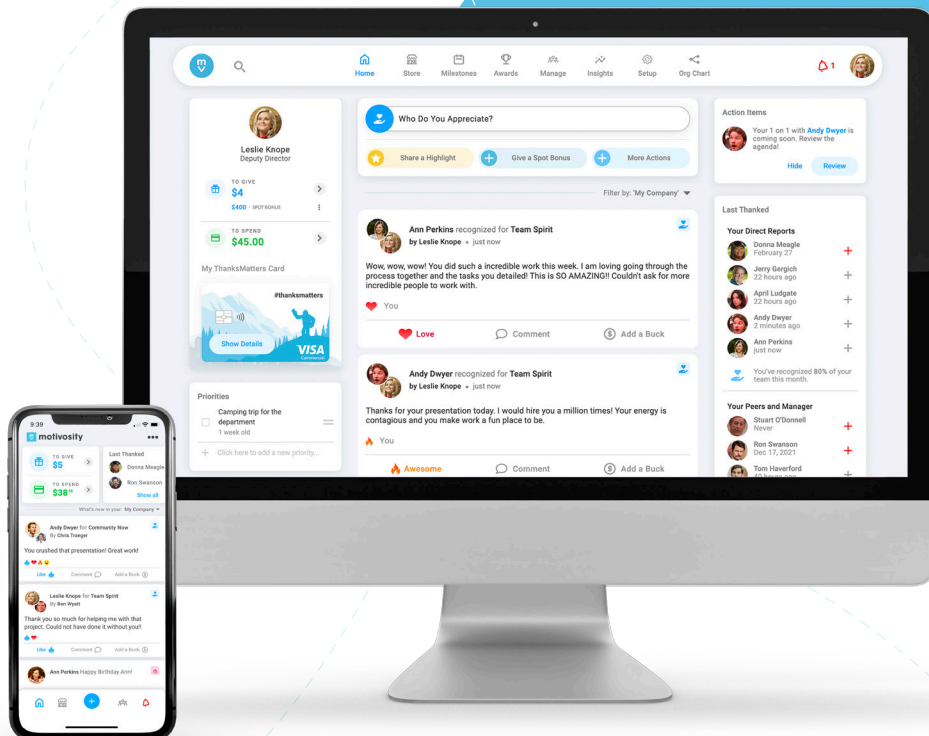 m
v
Home
Store
Milestones
Awards
Manage
Insights
Setup
Org Chart
1
Leslie Knope
Deputy Director
TO GIVE
$4
$400 • SPOT BONUS
TO SPEND
$45.00
My ThanksMatters Card
#thanksmatters
Show Details
VISA
Commercial
Priorities
Camping trip for the
department
1 week old
Click here to add a new priority...
Who Do You Appreciate?
Share a Highlight
Give a Spot Bonus
More Actions
Filter by: 'My Company'
Ann Perkins recognized for Team Spirit
by Leslie Knope • just now
Wow, wow, wow! You did such a incredible work this week. I am loving going through the
process together and the tasks you detailed! This is SO AMAZING!! Couldn't ask for more
incredible people to work with.
You
Love
Comment
Add a Buck
Andy Dwyer recognized for Team Spirit
by Leslie Knope • just now
Thanks for your presentation today. I would hire you a million times! Your energy is
contagious and you make work a fun place to be.
You
Awesome
Comment
Add a Buck
Action Items
Your 1 on 1 with Andy Dwyer is
coming soon. Review the
agenda!
Hide
Review
Last Thanked
Your Direct Reports
Donna Meagle
February 27
Jerry Gergich
22 hours ago
April Ludgate
22 hours ago
Andy Dwyer
2 minutes ago
Ann Perkins
just now
You've recognized 80% of your
team this month.
Your Peers and Manager
Stuart O'Donnell
Never
Ron Swanson
Dec 17, 2021
Tom Haverford
9:39
motivosity
TO GIVE
$5
TO SPEND
$38
Last Thanked
Donna Meagle
Ron Swanson
Show all
What's new in your: My Company
Andy Dwyer for Community Now
By Chris Traeger
You crushed that presentation! Great work!
Like
Comment
Add a Buck
Leslie Knope for Team Spirit
By Ben Wyatt
Thank you so much for helping me with that
project. Could not have done it without you!!
Like
Comment
Add a Buck
Ann Perkins Happy Birthday Ann!